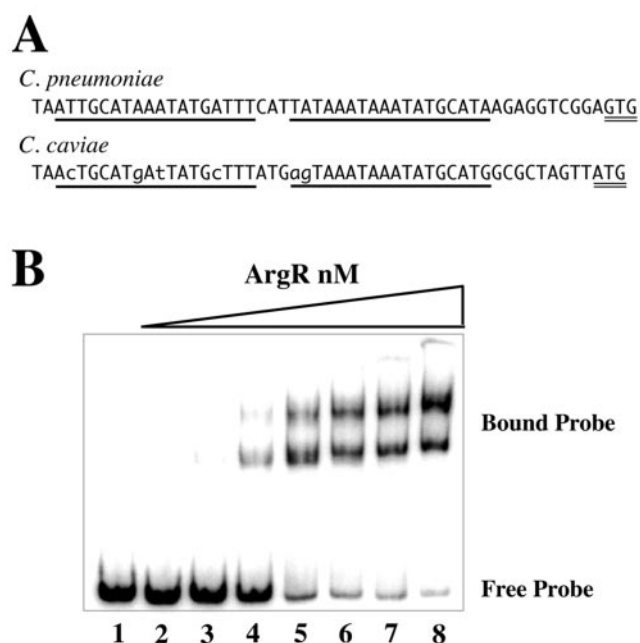 A
C. pneumoniae
TAATTGCATAAATATGATTTCATTATAAATAAATATGCATAAGAGGTCGGAGTG
C. caviae
TAAcTGCATgAtTATGcTTTATGagTAAATAAATATGCATGGCGCTAGTTATG
B
ArgR nM
Bound Probe
Free Probe
1 2 3 4 5 6 7 8